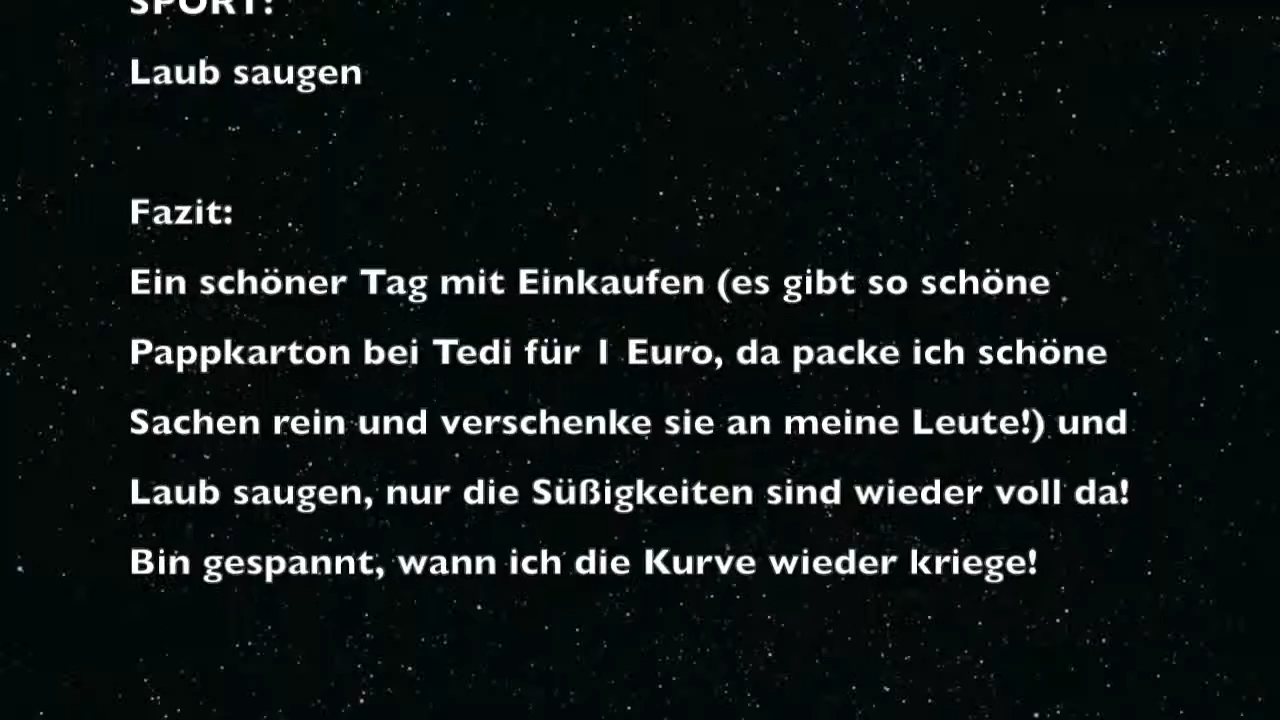 SPORT:
Laub saugen
Fazit:
Ein schöner Tag mit Einkaufen (es gibt so schöne
Pappkarton bei Tedi für 1 Euro, da packe ich schöne
Sachen rein und verschenke sie an meine Leute!) und
Laub saugen, nur die Süßigkeiten sind wieder voll da!
Bin gespannt, wann ich die Kurve wieder kriege!